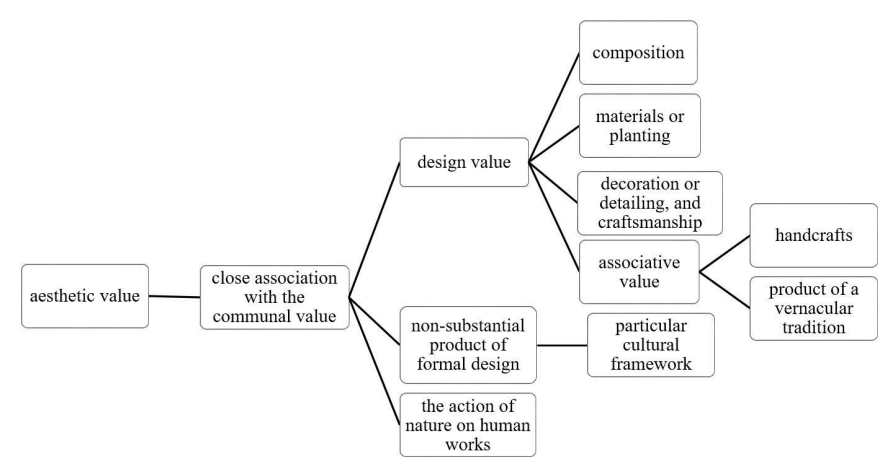 aesthetic value
close association
with the
communal value
design value
composition
materials or
planting
decoration or
detailing, and
craftsmanship
associative
value
handcrafts
product of a
vernacular
tradition
non-substantial
product of
formal design
particular
cultural
framework
the action of
nature on human
works